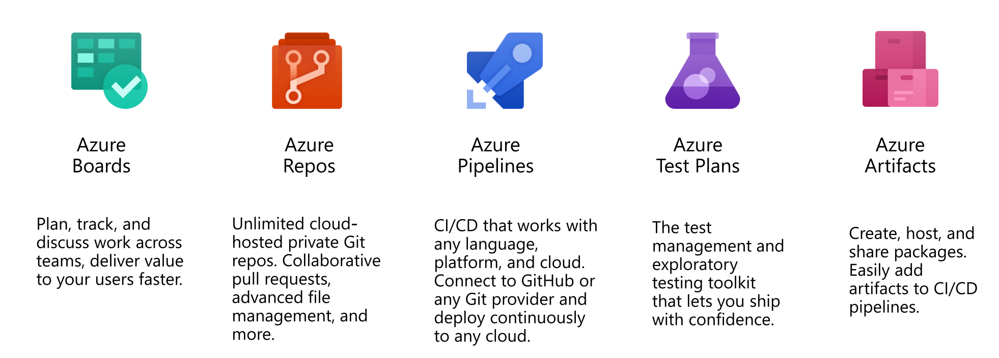 Azure
Boards
Azure
Repos
Azure
Pipelines
Azure
Test Plans
Azure
Artifacts
Plan, track, and
discuss work across
teams, deliver value
to your users faster.
Unlimited cloud-
hosted private Git
repos. Collaborative
pull requests,
advanced file
management, and
more.
CI/CD that works with
any language,
platform, and cloud.
Connect to GitHub or
any Git provider and
deploy continuously
to any cloud.
The test
management and
exploratory
testing toolkit
that lets you ship
with confidence.
Create, host, and
share packages.
Easily add
artifacts to CI/CD
pipelines.